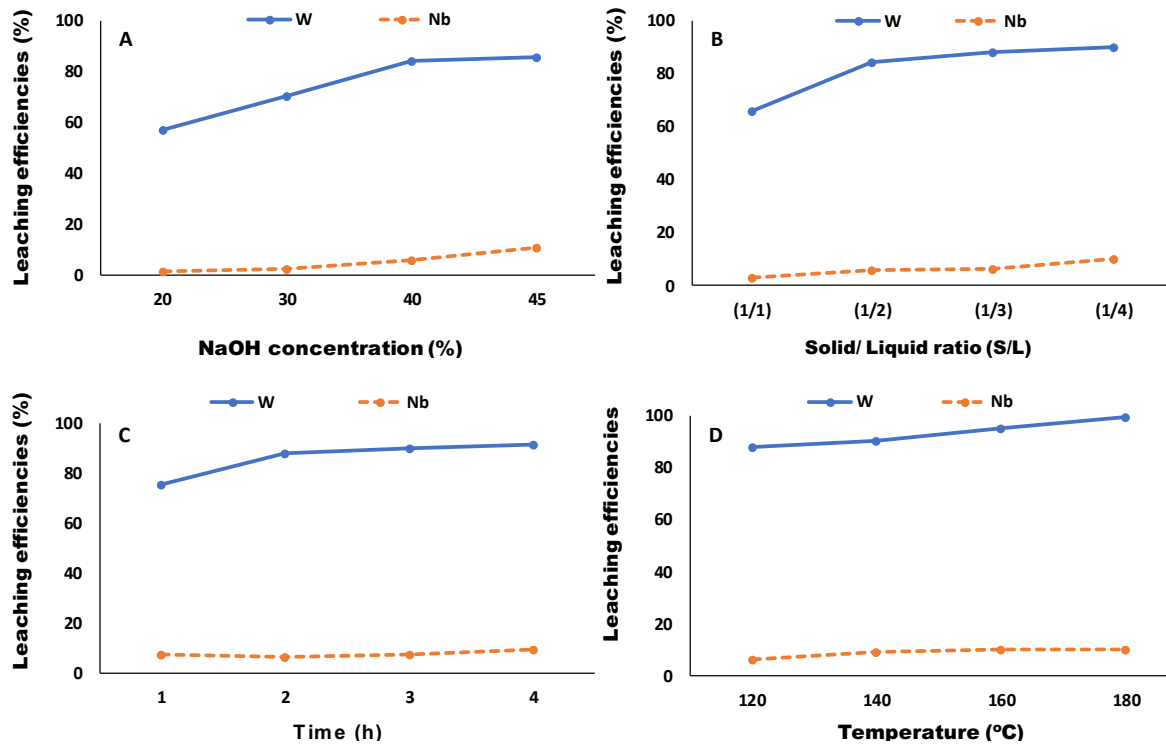 W Nb
A
Leaching efficiencies (%)
100
80
60
40
20
0
20 30 40 45
NaOH concentration (%)
W Nb
B
Leaching efficiencies (%)
100
80
60
40
20
0
(1/1) (1/2) (1/3) (1/4)
Solid/ Liquid ratio (S/L)
W Nb
C
Leaching efficiencies (%)
100
80
60
40
20
0
1 2 3 4
Time (h)
W Nb
D
Leaching efficiencies
100
80
60
40
20
0
120 140 160 180
Temperature (ºC)